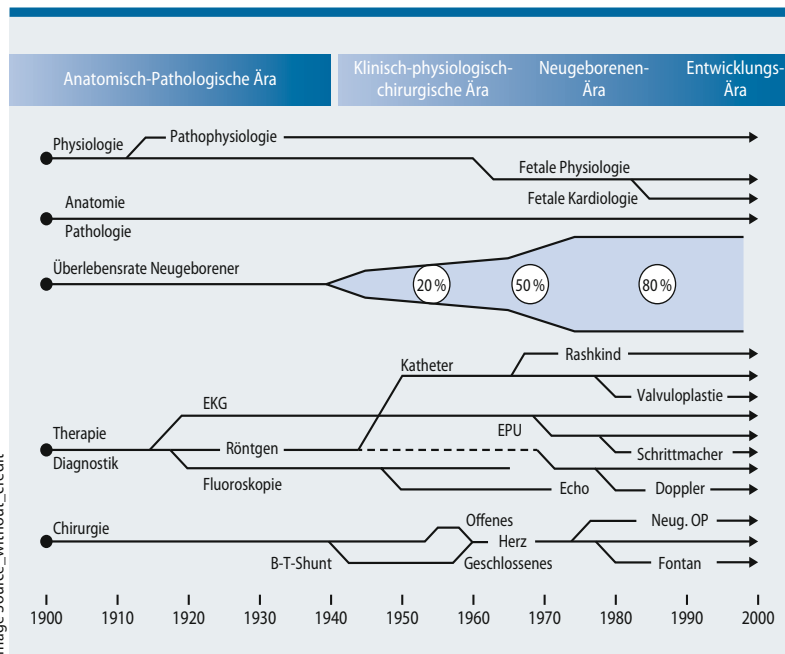 Anatomisch-Pathologische Ära
Klinisch-physiologisch-
chirurgische Ära
Neugeborenen-
Ära
Entwicklungs-
Ära
Physiologie
Pathophysiologie
Fetale Physiologie
Fetale Kardiologie
Anatomie
Pathologie
Überlebensrate Neugeborener
20 %
50 %
80 %
Rashkind
Katheter
Valvuloplastie
EKG
EPU
Therapie
Diagnostik
Röntgen
Schrittmacher
Fluoroskopie
Echo
Doppler
Chirurgie
Offenes
Neug. OP
Herz
B-T-Shunt
Geschlossenes
Fontan
1900 1910 1920 1930 1940 1950 1960 1970 1980 1990 2000